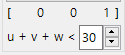 [ 0 0 1 ]
u + v + w < 30